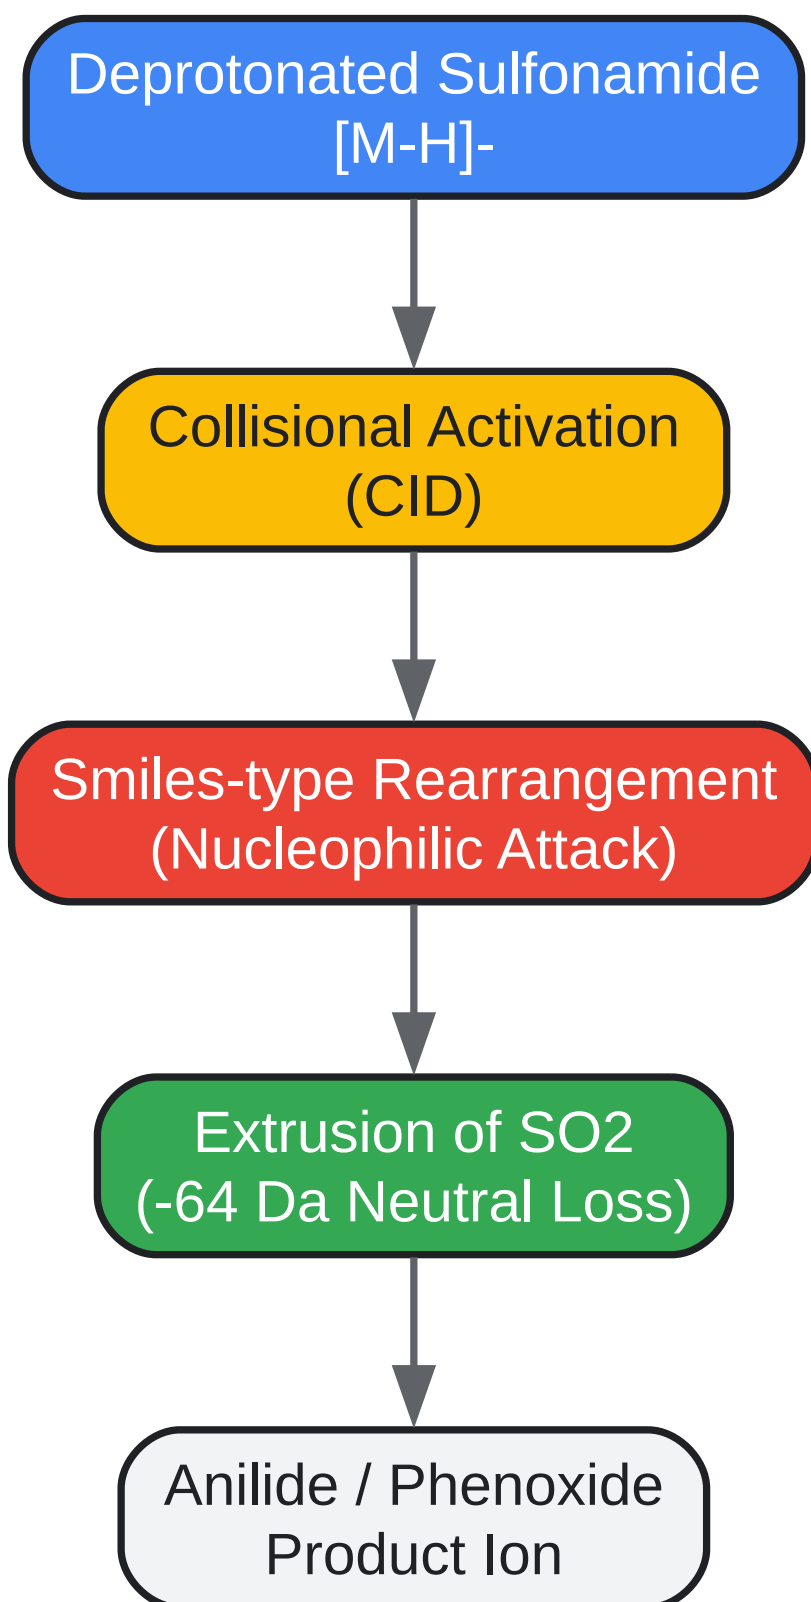 Deprotonated Sulfonamide
[M-H]-
Collisional Activation
(CID)
Smiles-type Rearrangement
(Nucleophilic Attack)
Extrusion of SO2
(-64 Da Neutral Loss)
Anilide / Phenoxide
Product Ion